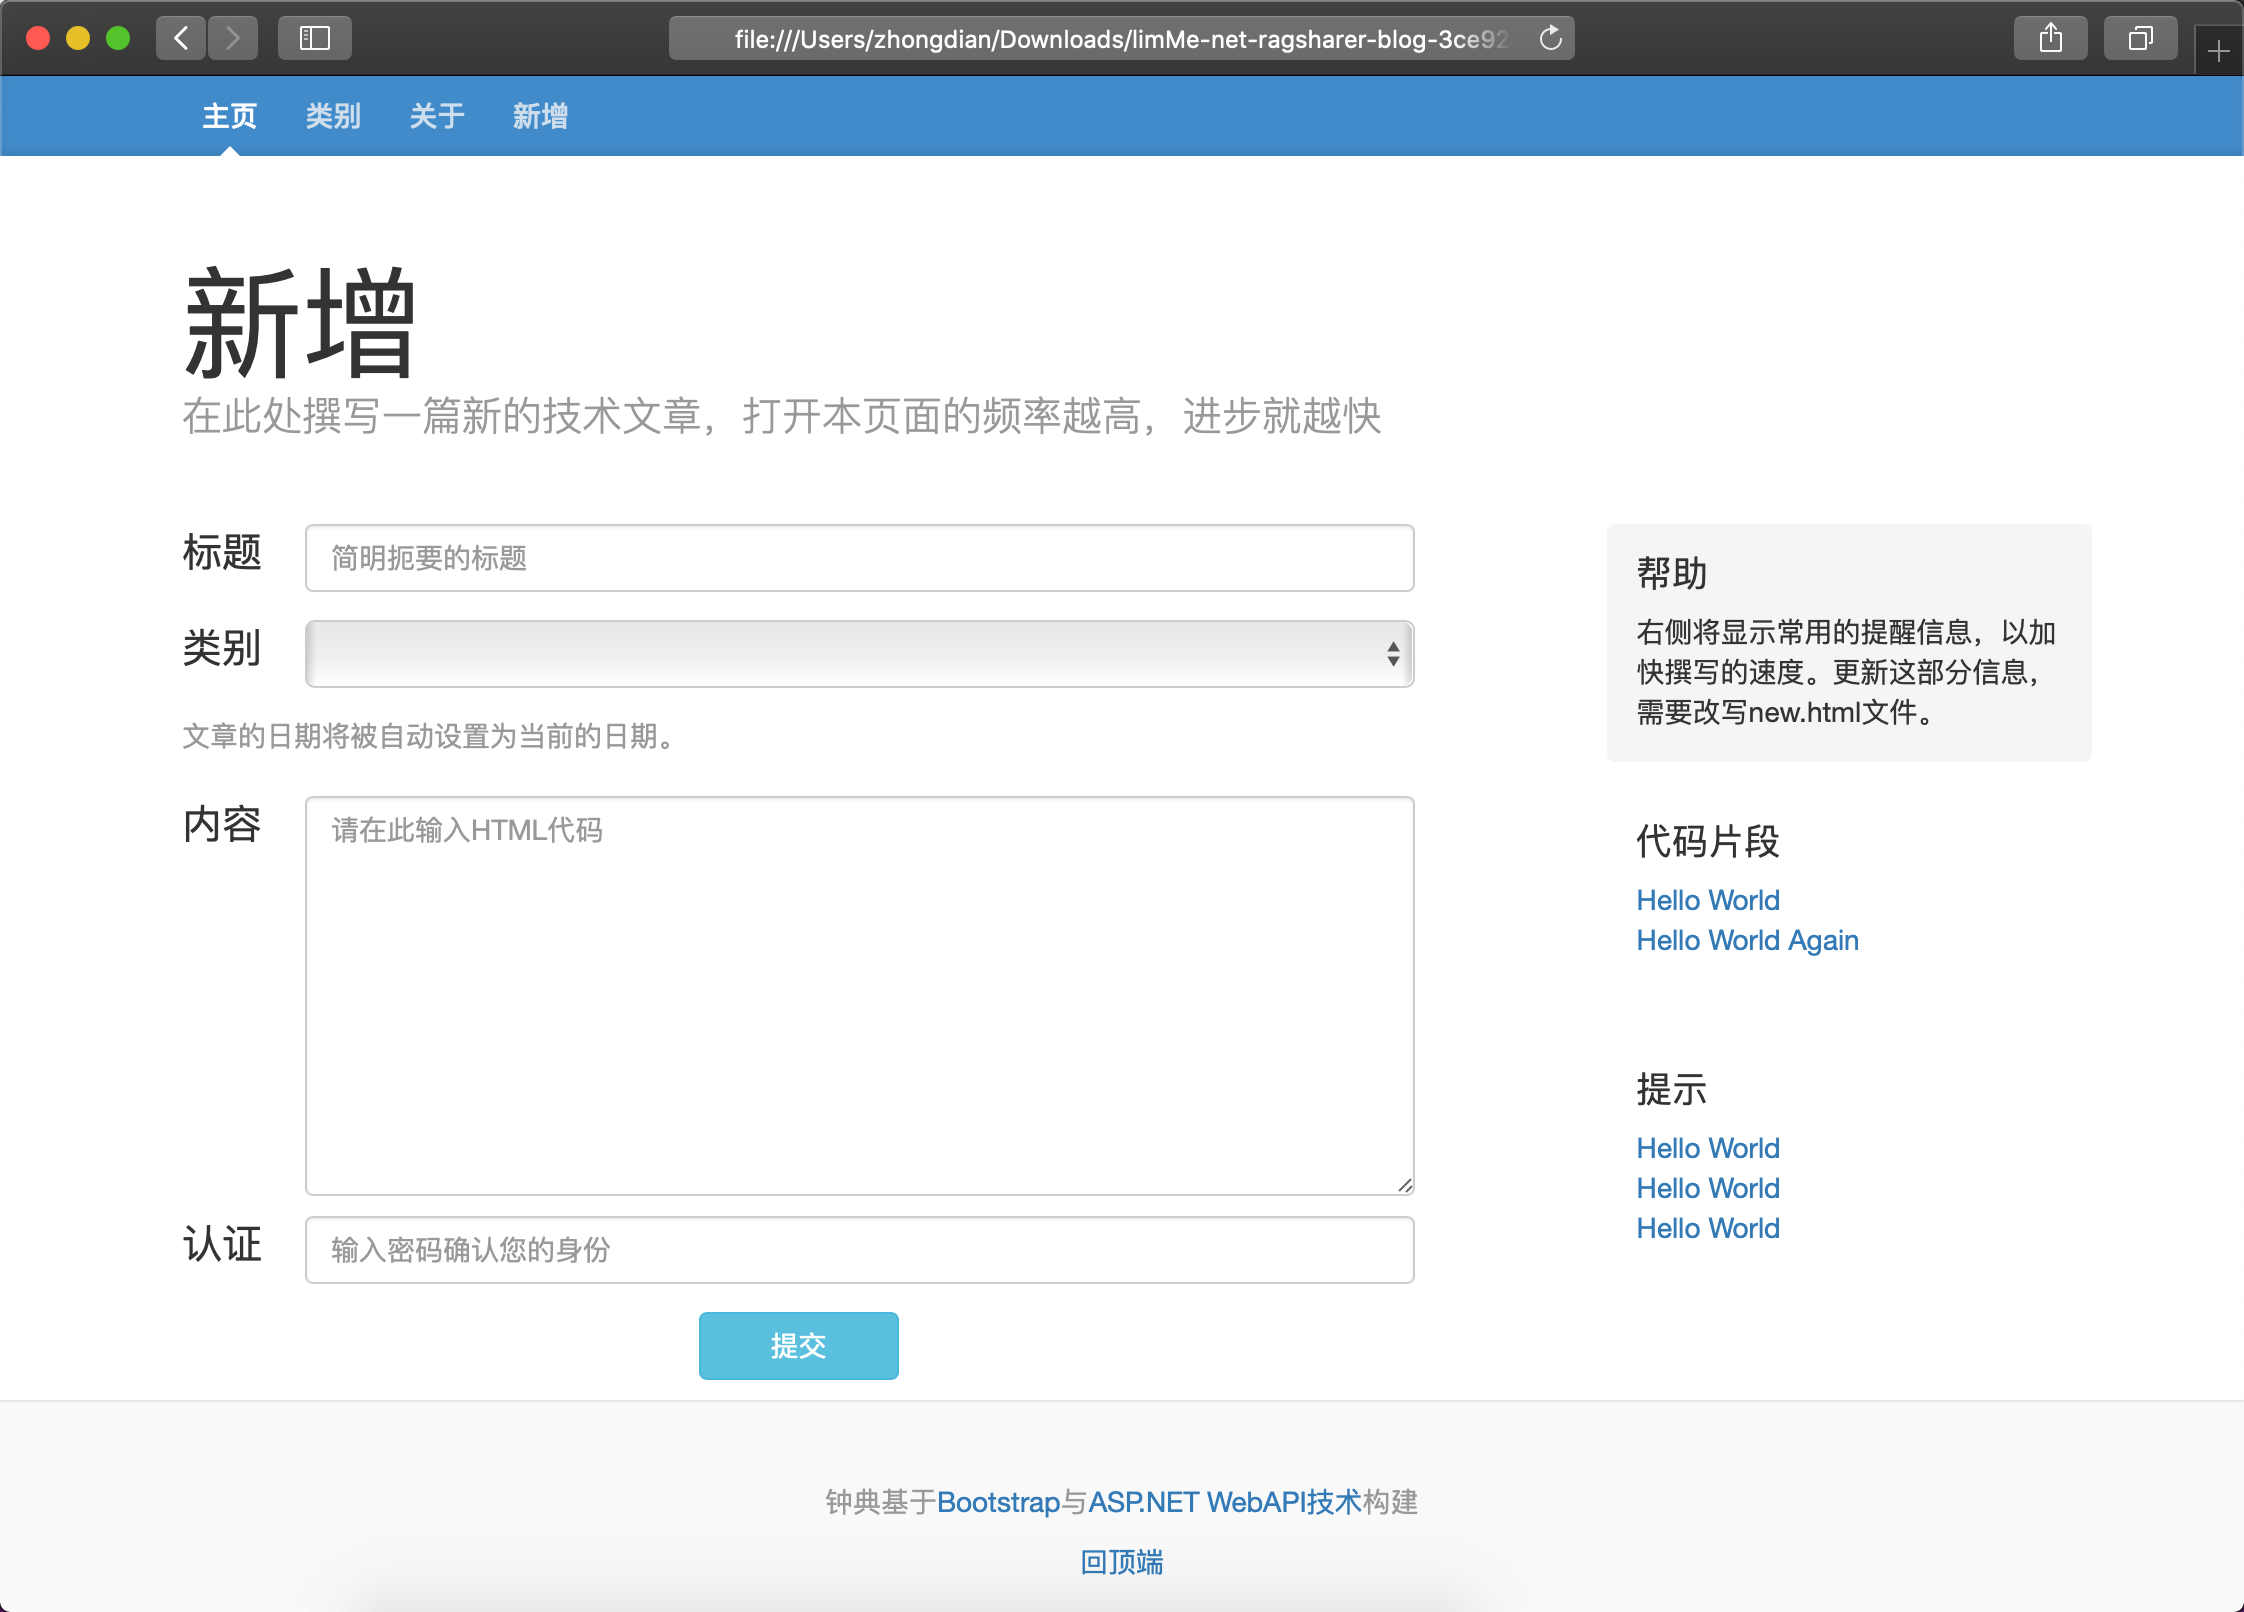 file:///Users/zhongdian/Downloads/limMe-net-ragsharer-blog-3ce92
主页 类别 关于 新增
新增
在此处撰写一篇新的技术文章，打开本页面的频率越高，进步就越快
标题
简明扼要的标题
类别
文章的日期将被自动设置为当前的日期。
内容
请在此输入HTML代码
认证
输入密码确认您的身份
提交
帮助
右侧将显示常用的提醒信息，以加
快撰写的速度。更新这部分信息，
需要改写new.html文件。
代码片段
Hello World
Hello World Again
提示
Hello World
Hello World
Hello World
钟典基于Bootstrap与ASP.NET WebAPI技术构建
回顶端